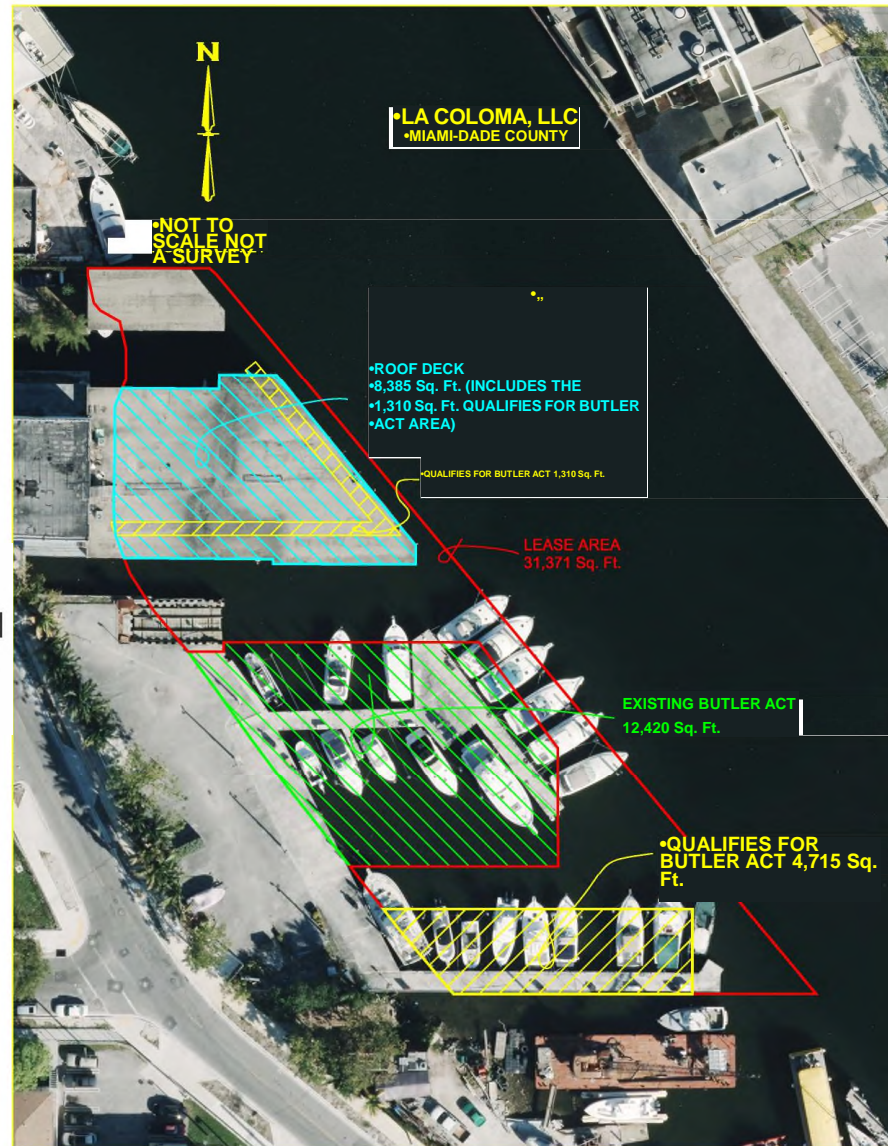 N
•LA COLOMA, LLC
•MIAMI-DADE COUNTY
•NOT TO
SCALE NOT
A SURVEY
•„
•ROOF DECK
•8,385 Sq. Ft. (INCLUDES THE
•1,310 Sq. Ft. QUALIFIES FOR BUTLER
•ACT AREA)
•QUALIFIES FOR BUTLER ACT 1,310 Sq. Ft.
LEASE AREA
31,371 Sq. Ft.
EXISTING BUTLER ACT
12,420 Sq. Ft.
•QUALIFIES FOR
BUTLER ACT 4,715 Sq.
Ft.